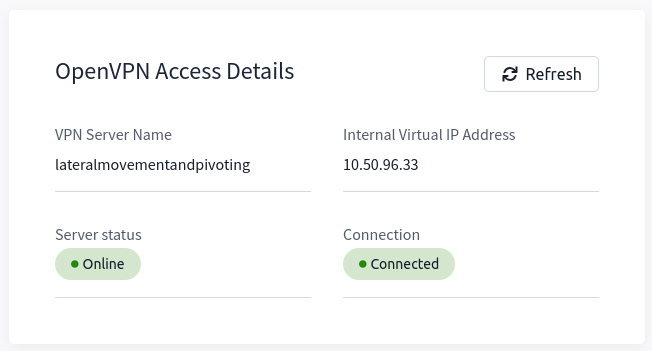 OpenVPN Access Details
Refresh
VPN Server Name
lateralmovementandpivoting
Internal Virtual IP Address
10.50.96.33
Server status
Online
Connection
Connected